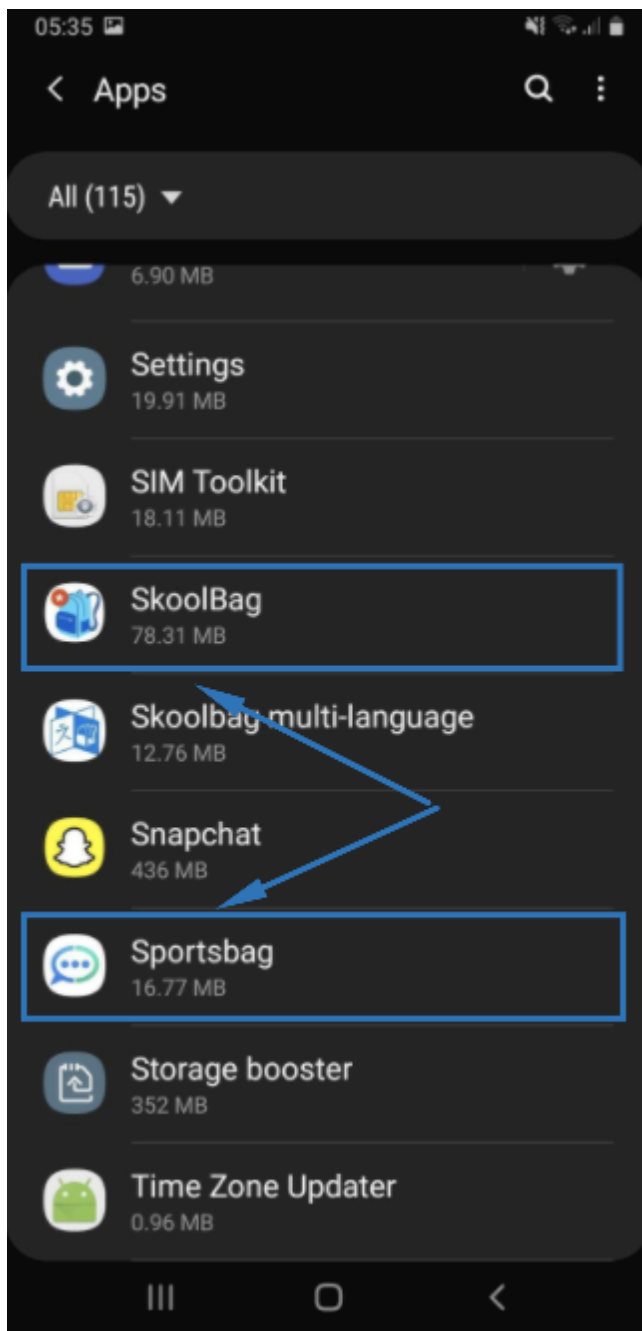 05:35
Apps
All (115)
6.90 MB
Settings
19.91 MB
SIM Toolkit
18.11 MB
SkoolBag
78.31 MB
Skoolbag multi-language
12.76 MB
Snapchat
436 MB
Sportsbag
16.77 MB
Storage booster
352 MB
Time Zone Updater
0.96 MB